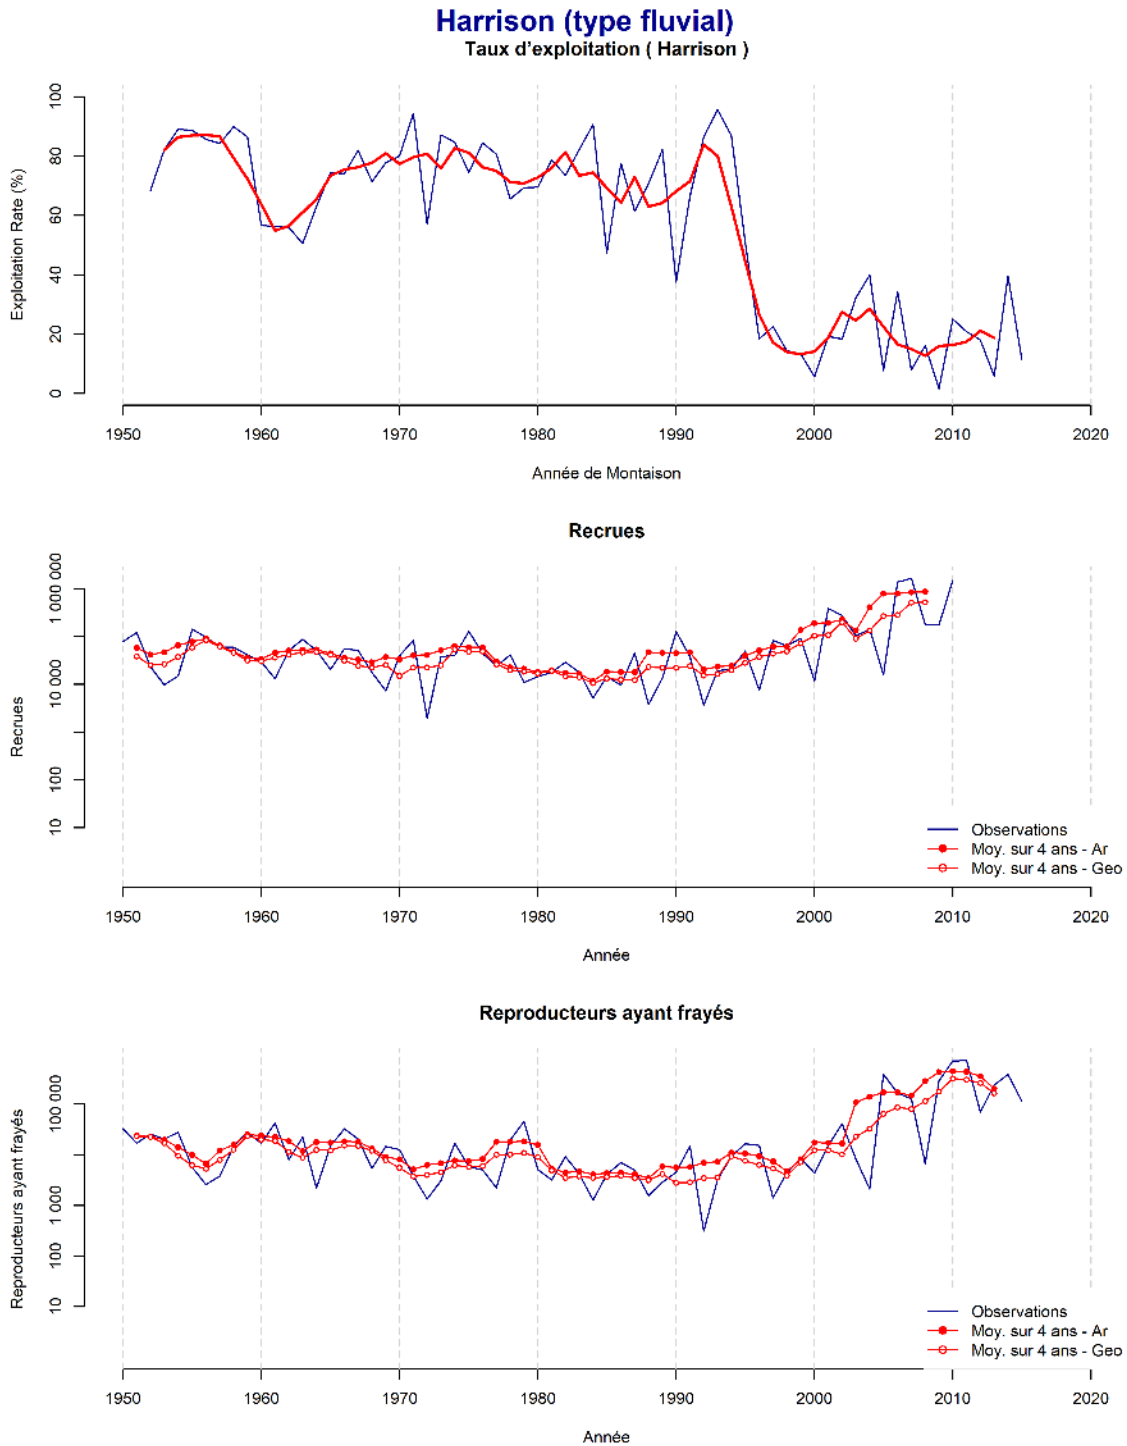 Harrison (type fluvial)
Taux d'exploitation ( Harrison )
Exploitation Rate (%)
100
80
60
40
20
0
1950 1960 1970 1980 1990 2000 2010 2020
Année de Montaison
Recrues
Recrues
1 000 000
10 000
100
10
Observations
Moy. sur 4 ans - Ar
Moy. sur 4 ans - Geo
1950 1960 1970 1980 1990 2000 2010 2020
Année
Reproducteurs ayant frayés
Reproducteurs ayant frayés
100 000
1 000
100
10
Observations
Moy. sur 4 ans - Ar
Moy. sur 4 ans - Geo
1950 1960 1970 1980 1990 2000 2010 2020
Année